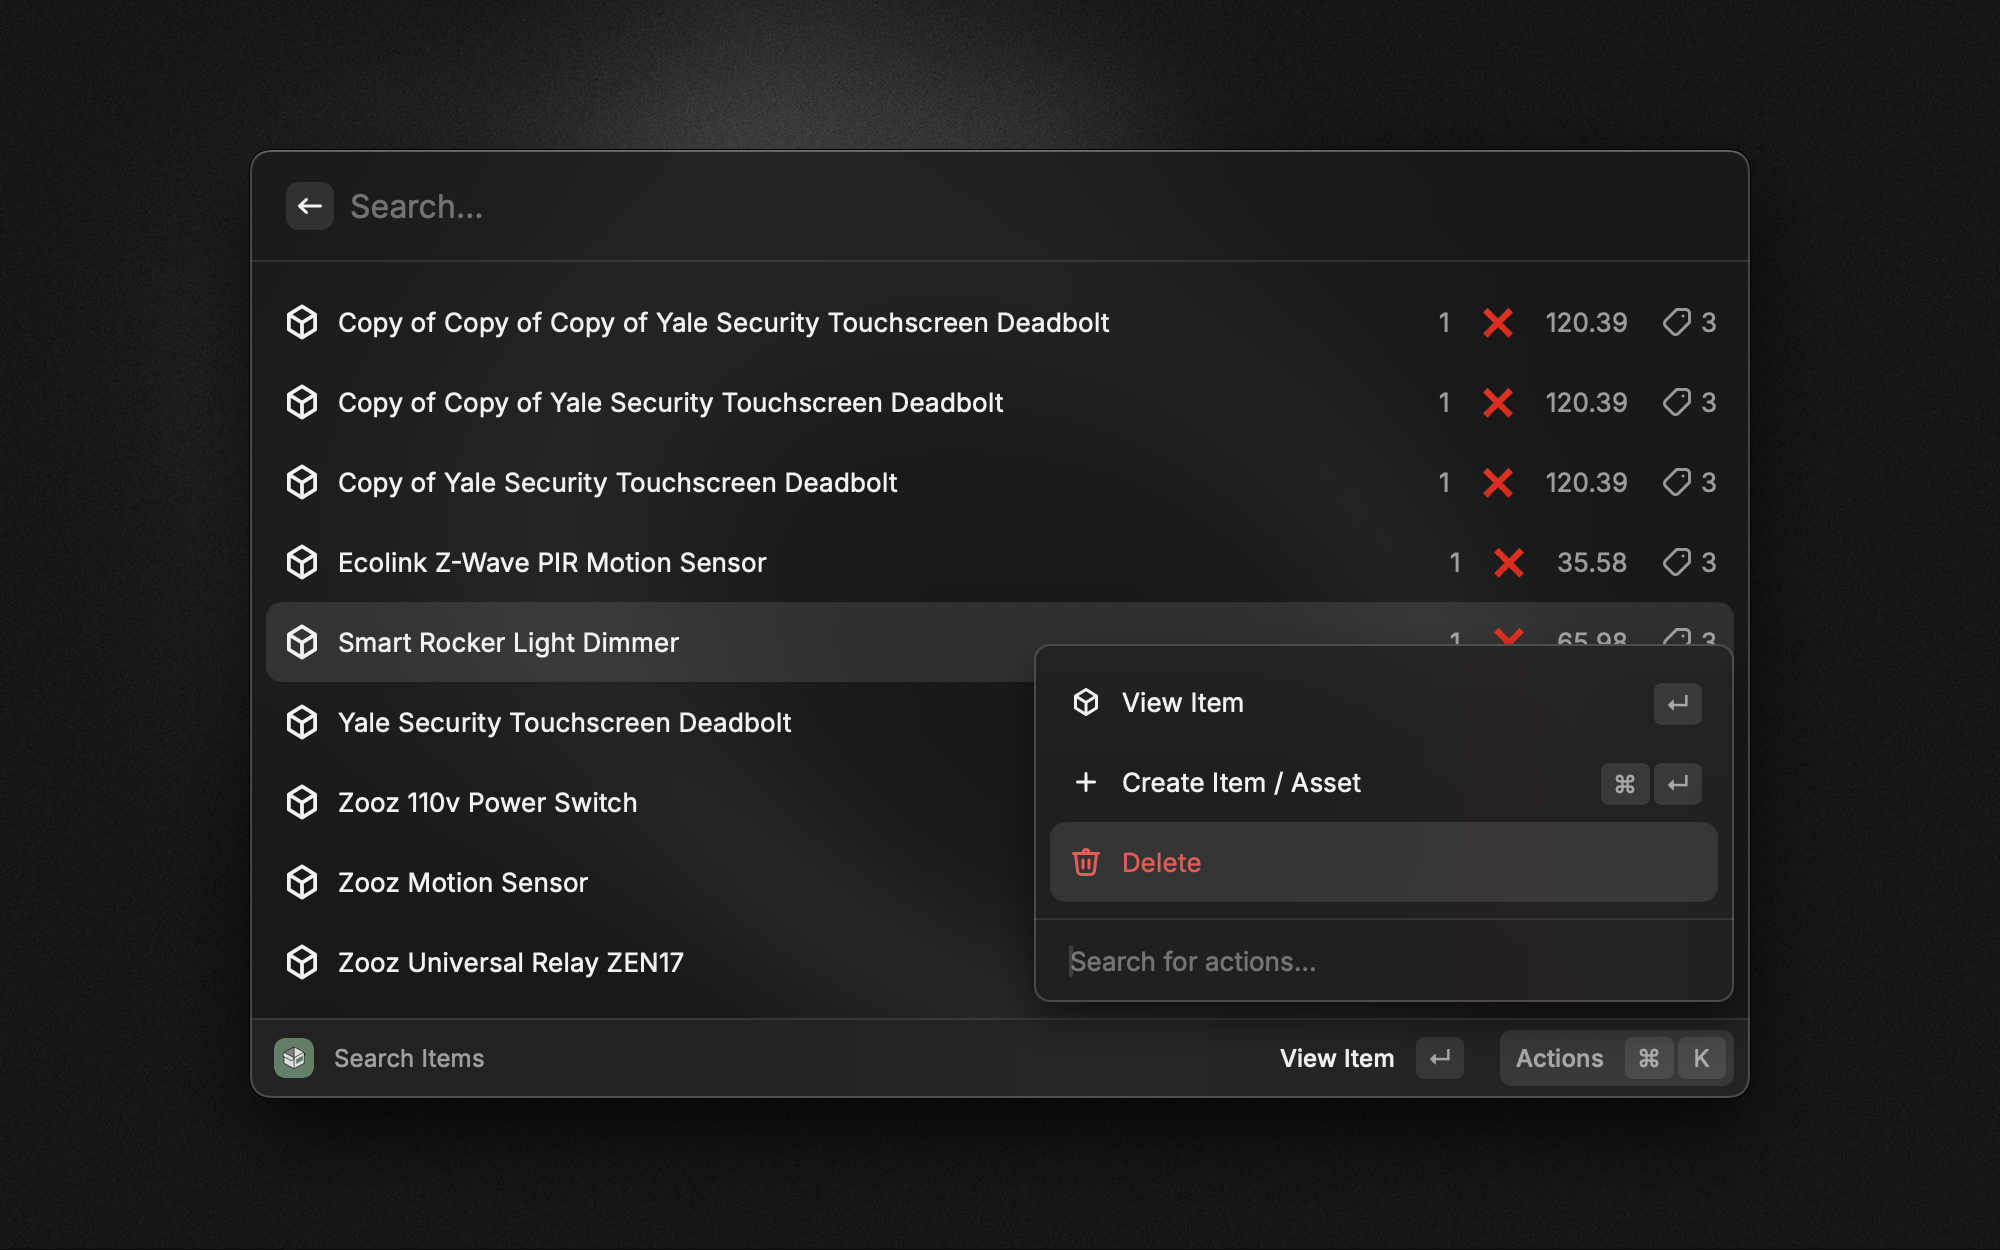 Search...
Copy of Copy of Copy of Yale Security Touchscreen Deadbolt 1 ❌ 120.39 3
Copy of Copy of Yale Security Touchscreen Deadbolt 1 ❌ 120.39 3
Copy of Yale Security Touchscreen Deadbolt 1 ❌ 120.39 3
Ecolink Z-Wave PIR Motion Sensor 1 ❌ 35.58 3
Smart Rocker Light Dimmer 1 ❌ 65.98 3
Yale Security Touchscreen Deadbolt
Zooz 110v Power Switch
Zooz Motion Sensor
Zooz Universal Relay ZEN17
View Item ↵
Create Item / Asset ⌘ ↵
Delete
Search for actions...
Search Items View Item ↵ Actions ⌘ K